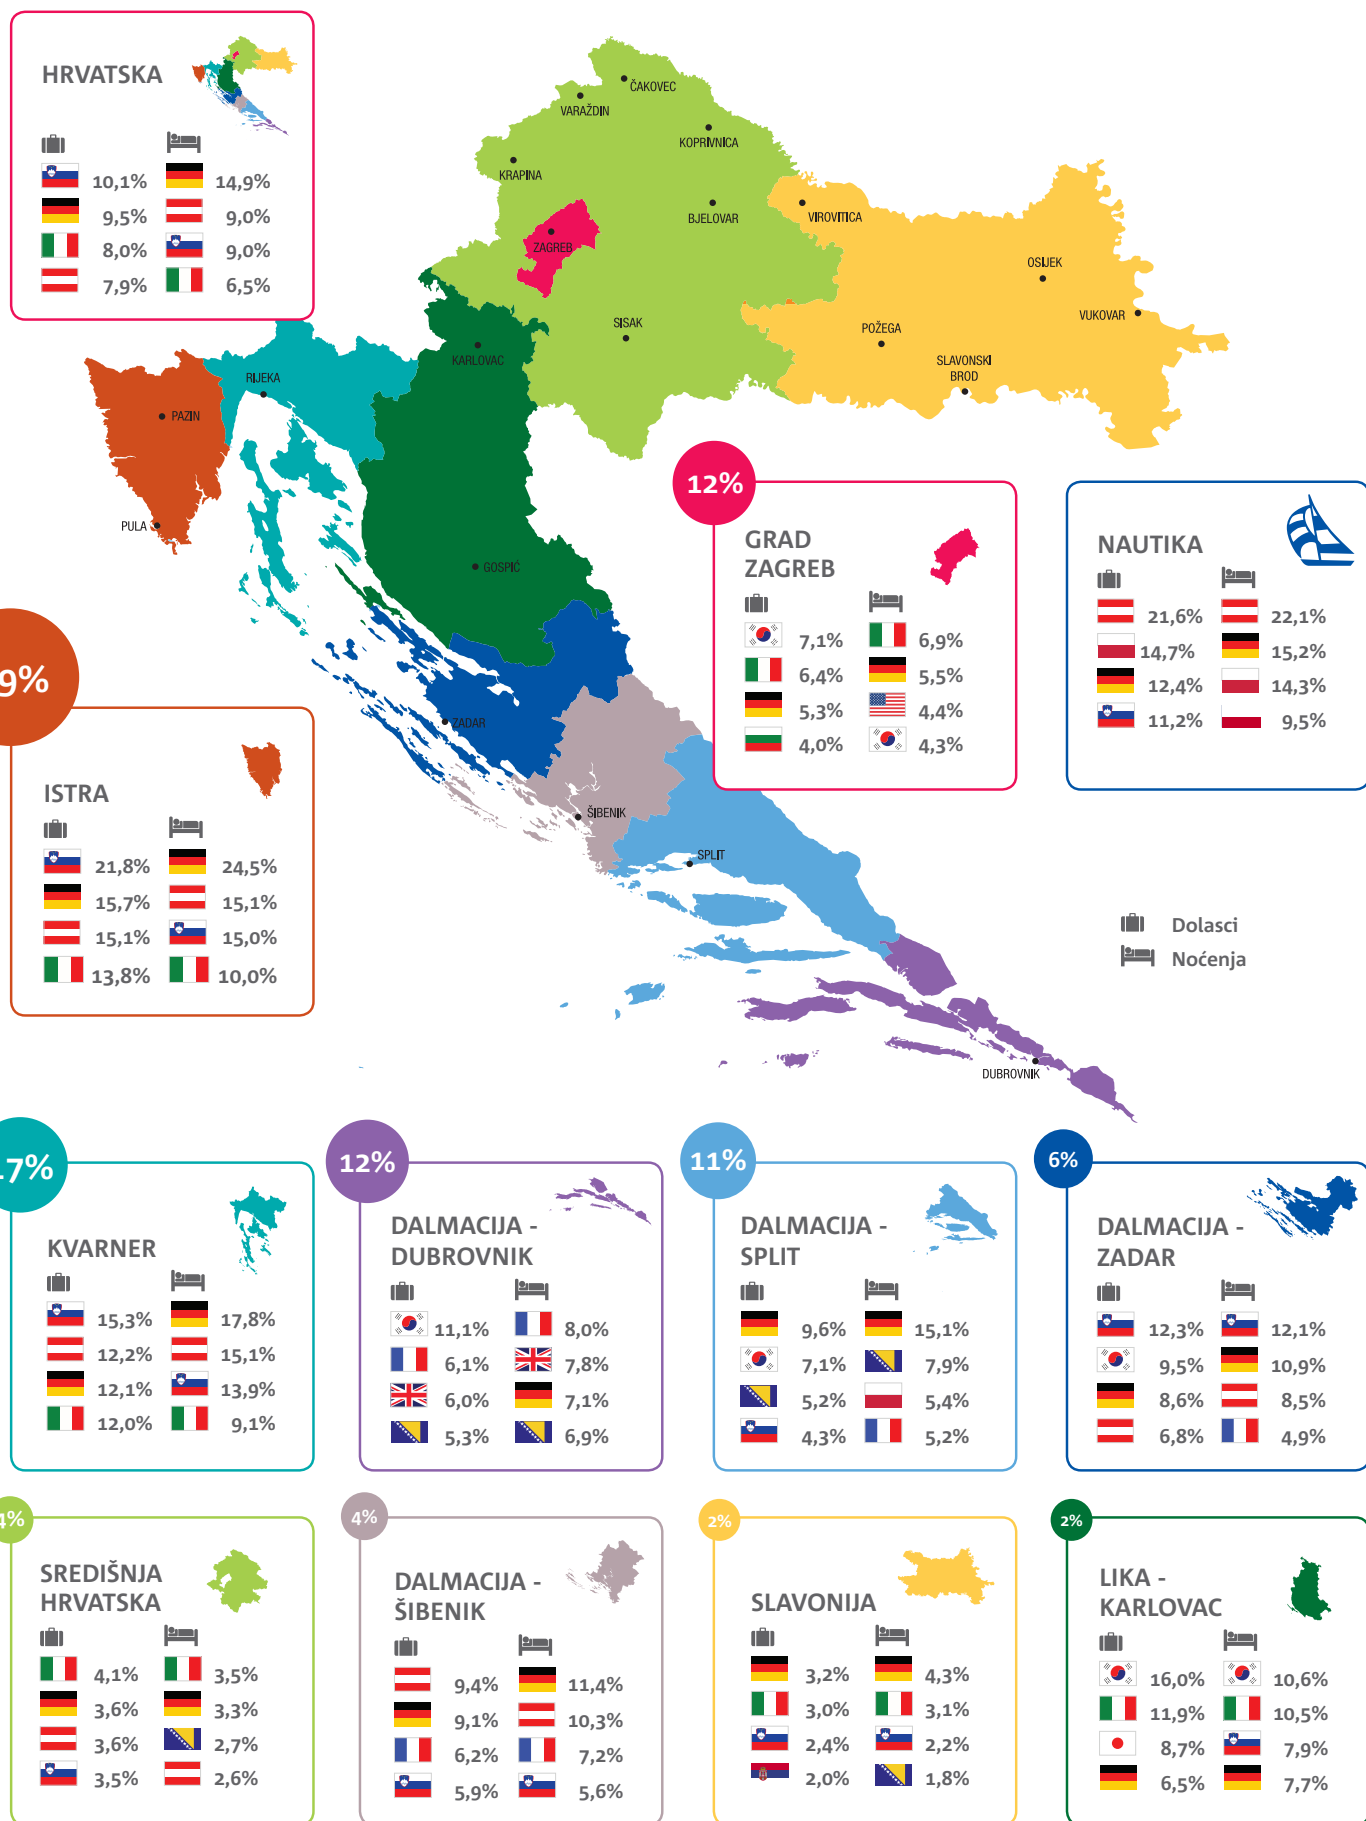 HRVATSKA
10,1% 14,9%
9,5% 9,0%
8,0% 9,0%
7,9% 6,5%
ČAKOVEC
VARAŽDIN
KOPRIVNICA
KRAPINA
BJELOVAR
VIROVITICA
ZAGREB
OSIJEK
VUKOVAR
SISAK
POŽEGA
SLAVONSKI
BROD
KARLOVAC
RIJEKA
PAZIN
PULA
GOSPIĆ
ZADAR
ŠIBENIK
SPLIT
DUBROVNIK
12%
GRAD
ZAGREB
7,1% 6,9%
6,4% 5,5%
5,3% 4,4%
4,0% 4,3%
NAUTIKA
21,6% 22,1%
14,7% 15,2%
12,4% 14,3%
11,2% 9,5%
9%
ISTRA
21,8% 24,5%
15,7% 15,1%
15,1% 15,0%
13,8% 10,0%
Dolasci
Noćenja
7%
KVARNER
15,3% 17,8%
12,2% 15,1%
12,1% 13,9%
12,0% 9,1%
12%
DALMACIJA -
DUBROVNIK
11,1% 8,0%
6,1% 7,8%
6,0% 7,1%
5,3% 6,9%
11%
DALMACIJA -
SPLIT
9,6% 15,1%
7,1% 7,9%
5,2% 5,4%
4,3% 5,2%
6%
DALMACIJA -
ZADAR
12,3% 12,1%
9,5% 10,9%
8,6% 8,5%
6,8% 4,9%
4%
SREDIŠNJA
HRVATSKA
4,1% 3,5%
3,6% 3,3%
3,6% 2,7%
3,5% 2,6%
4%
DALMACIJA -
ŠIBENIK
9,4% 11,4%
9,1% 10,3%
6,2% 7,2%
5,9% 5,6%
2%
SLAVONIJA
3,2% 4,3%
3,0% 3,1%
2,4% 2,2%
2,0% 1,8%
2%
LIKA -
KARLOVAC
16,0% 10,6%
11,9% 10,5%
8,7% 7,9%
6,5% 7,7%